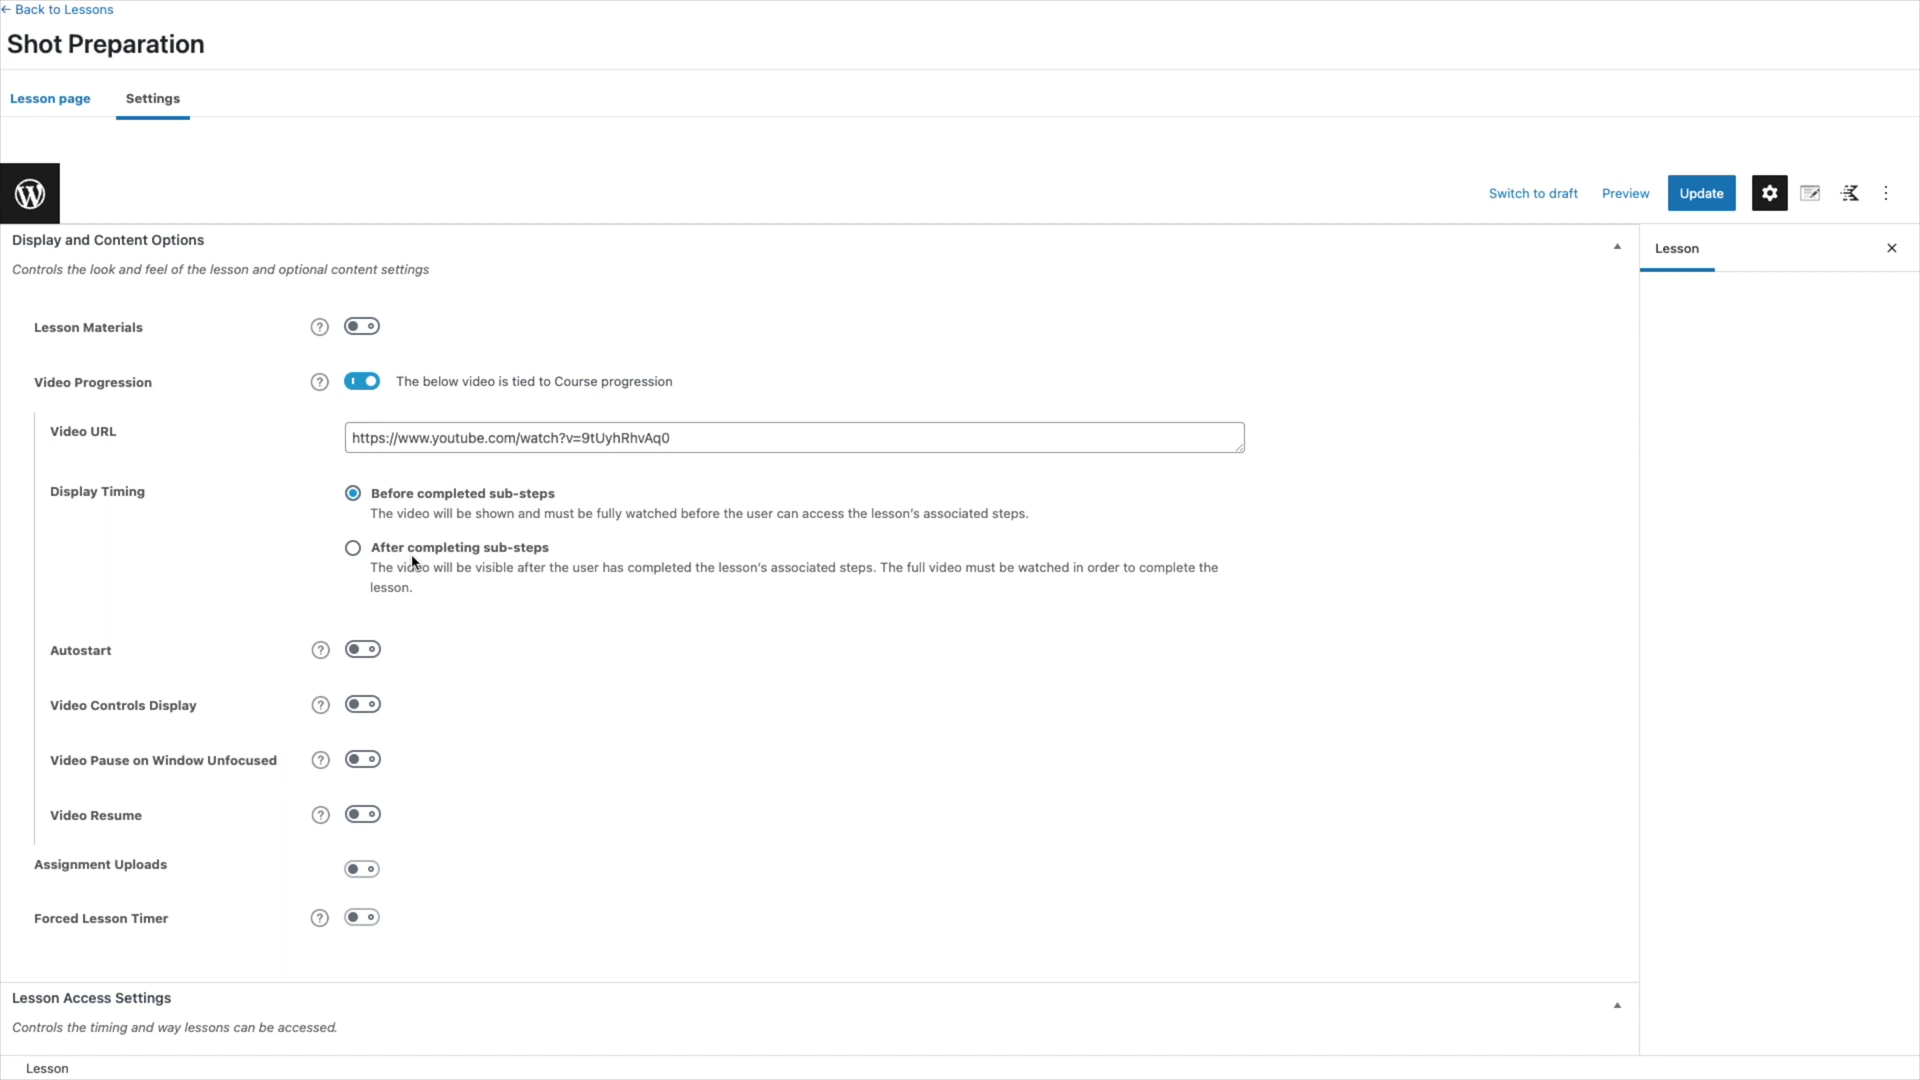 ← Back to Lessons
Shot Preparation
Lesson page Settings
Switch to draft Preview Update
Display and Content Options
Controls the look and feel of the lesson and optional content settings
Lesson
Lesson Materials
Video Progression The below video is tied to Course progression
Video URL https://www.youtube.com/watch?v=9tUyhRhvAq0
Display Timing Before completed sub-steps
The video will be shown and must be fully watched before the user can access the lesson's associated steps.
After completing sub-steps
The video will be visible after the user has completed the lesson's associated steps. The full video must be watched in order to complete the
lesson.
Autostart
Video Controls Display
Video Pause on Window Unfocused
Video Resume
Assignment Uploads
Forced Lesson Timer
Lesson Access Settings
Controls the timing and way lessons can be accessed.
Lesson